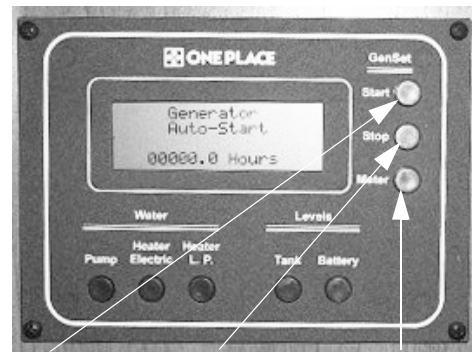 ONE PLACE
GenSet
Start
Generator
Auto-Start
Stop
00000.0 Hours
Meter
Water
Levels
Pump
Heater Electric
Heater L. P.
Tank
Battery